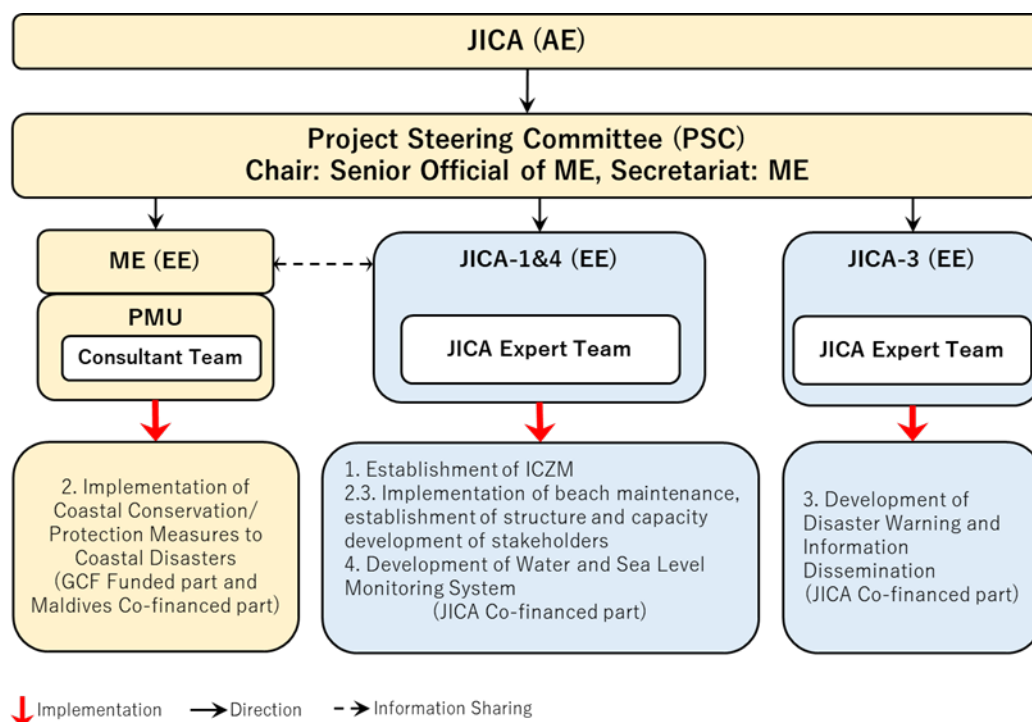 JICA (AE)
Project Steering Committee (PSC)
Chair: Senior Official of ME, Secretariat: ME
ME (EE)
PMU
Consultant Team
JICA-1&4 (EE)
JICA Expert Team
JICA-3 (EE)
JICA Expert Team
2. Implementation of
Coastal Conservation/
Protection Measures to
Coastal Disasters
(GCF Funded part and
Maldives Co-financed part)
1. Establishment of ICZM
2.3. Implementation of beach maintenance,
establishment of structure and capacity
development of stakeholders
4. Development of Water and Sea Level
Monitoring System
(JICA Co-financed part)
3. Development of
Disaster Warning and
Information
Dissemination
(JICA Co-financed part)
Implementation
Direction
Information Sharing